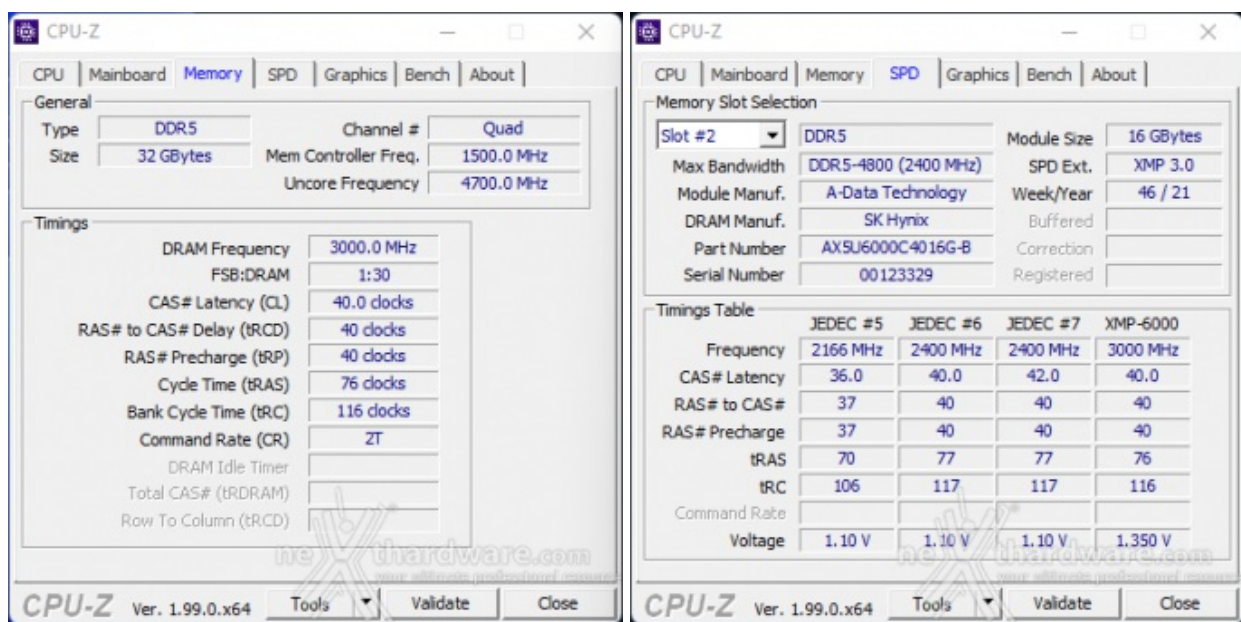 CPU-Z
CPU Mainboard Memory SPD Graphics Bench About
General
Type DDR5 Channel # Quad
Size 32 GBytes Mem Controller Freq. 1500.0 MHz
Uncore Frequency 4700.0 MHz
Timings
DRAM Frequency 3000.0 MHz
FSB:DRAM 1:30
CAS# Latency (CL) 40.0 clocks
RAS# to CAS# Delay (tRCD) 40 clocks
RAS# Precharge (tRP) 40 clocks
Cycle Time (tRAS) 76 clocks
Bank Cycle Time (tRC) 116 clocks
Command Rate (CR) 2T
DRAM Idle Timer
Total CAS# (tRDRAM)
Row To Column (tRCD)
CPU-Z Ver. 1.99.0.x64 Tools Validate Close
CPU-Z
CPU Mainboard Memory SPD Graphics Bench About
Memory Slot Selection
Slot #2 DDR5 Module Size 16 GBytes
Max Bandwidth DDR5-4800 (2400 MHz) SPD Ext. XMP 3.0
Module Manuf. A-Data Technology Week/Year 46 / 21
DRAM Manuf. SK Hynix Buffered
Part Number AX5U6000C4016G-B Correction
Serial Number 00123329 Registered
Timings Table
JEDEC #5 JEDEC #6 JEDEC #7 XMP-6000
Frequency 2166 MHz 2400 MHz 2400 MHz 3000 MHz
CAS# Latency 36.0 40.0 42.0 40.0
RAS# to CAS# 37 40 40 40
RAS# Precharge 37 40 40 40
tRAS 70 77 77 76
tRC 106 117 117 116
Command Rate
Voltage 1.10 V 1.10 V 1.10 V 1.350 V
CPU-Z Ver. 1.99.0.x64 Tools Validate Close